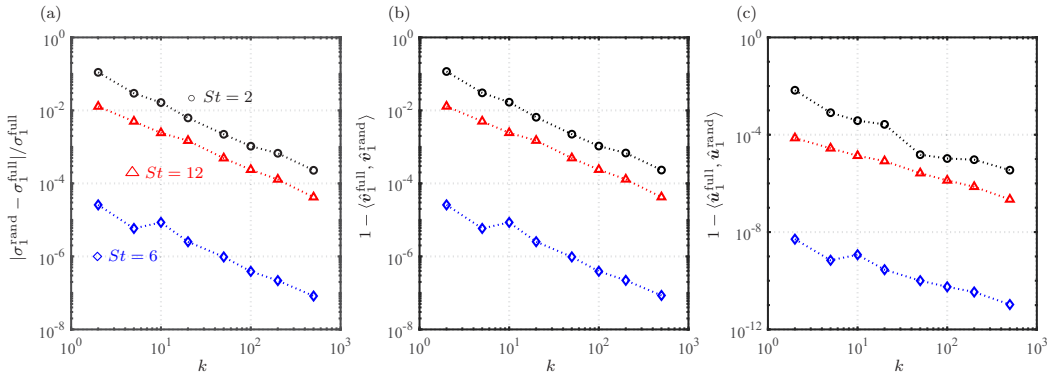 (a)
10^0
10^-2
10^-4
10^-6
10^-8
|σ_1^rand − σ_1^full|/σ_1^full
○ St = 2
△ St = 12
◇ St = 6
10^0 10^1 10^2 10^3
k
(b)
10^0
10^-2
10^-4
10^-6
10^-8
1 − ⟨v̂_1^full, v̂_1^rand⟩
10^0 10^1 10^2 10^3
k
(c)
10^0
10^-4
10^-8
10^-12
1 − ⟨û_1^full, û_1^rand⟩
10^0 10^1 10^2 10^3
k